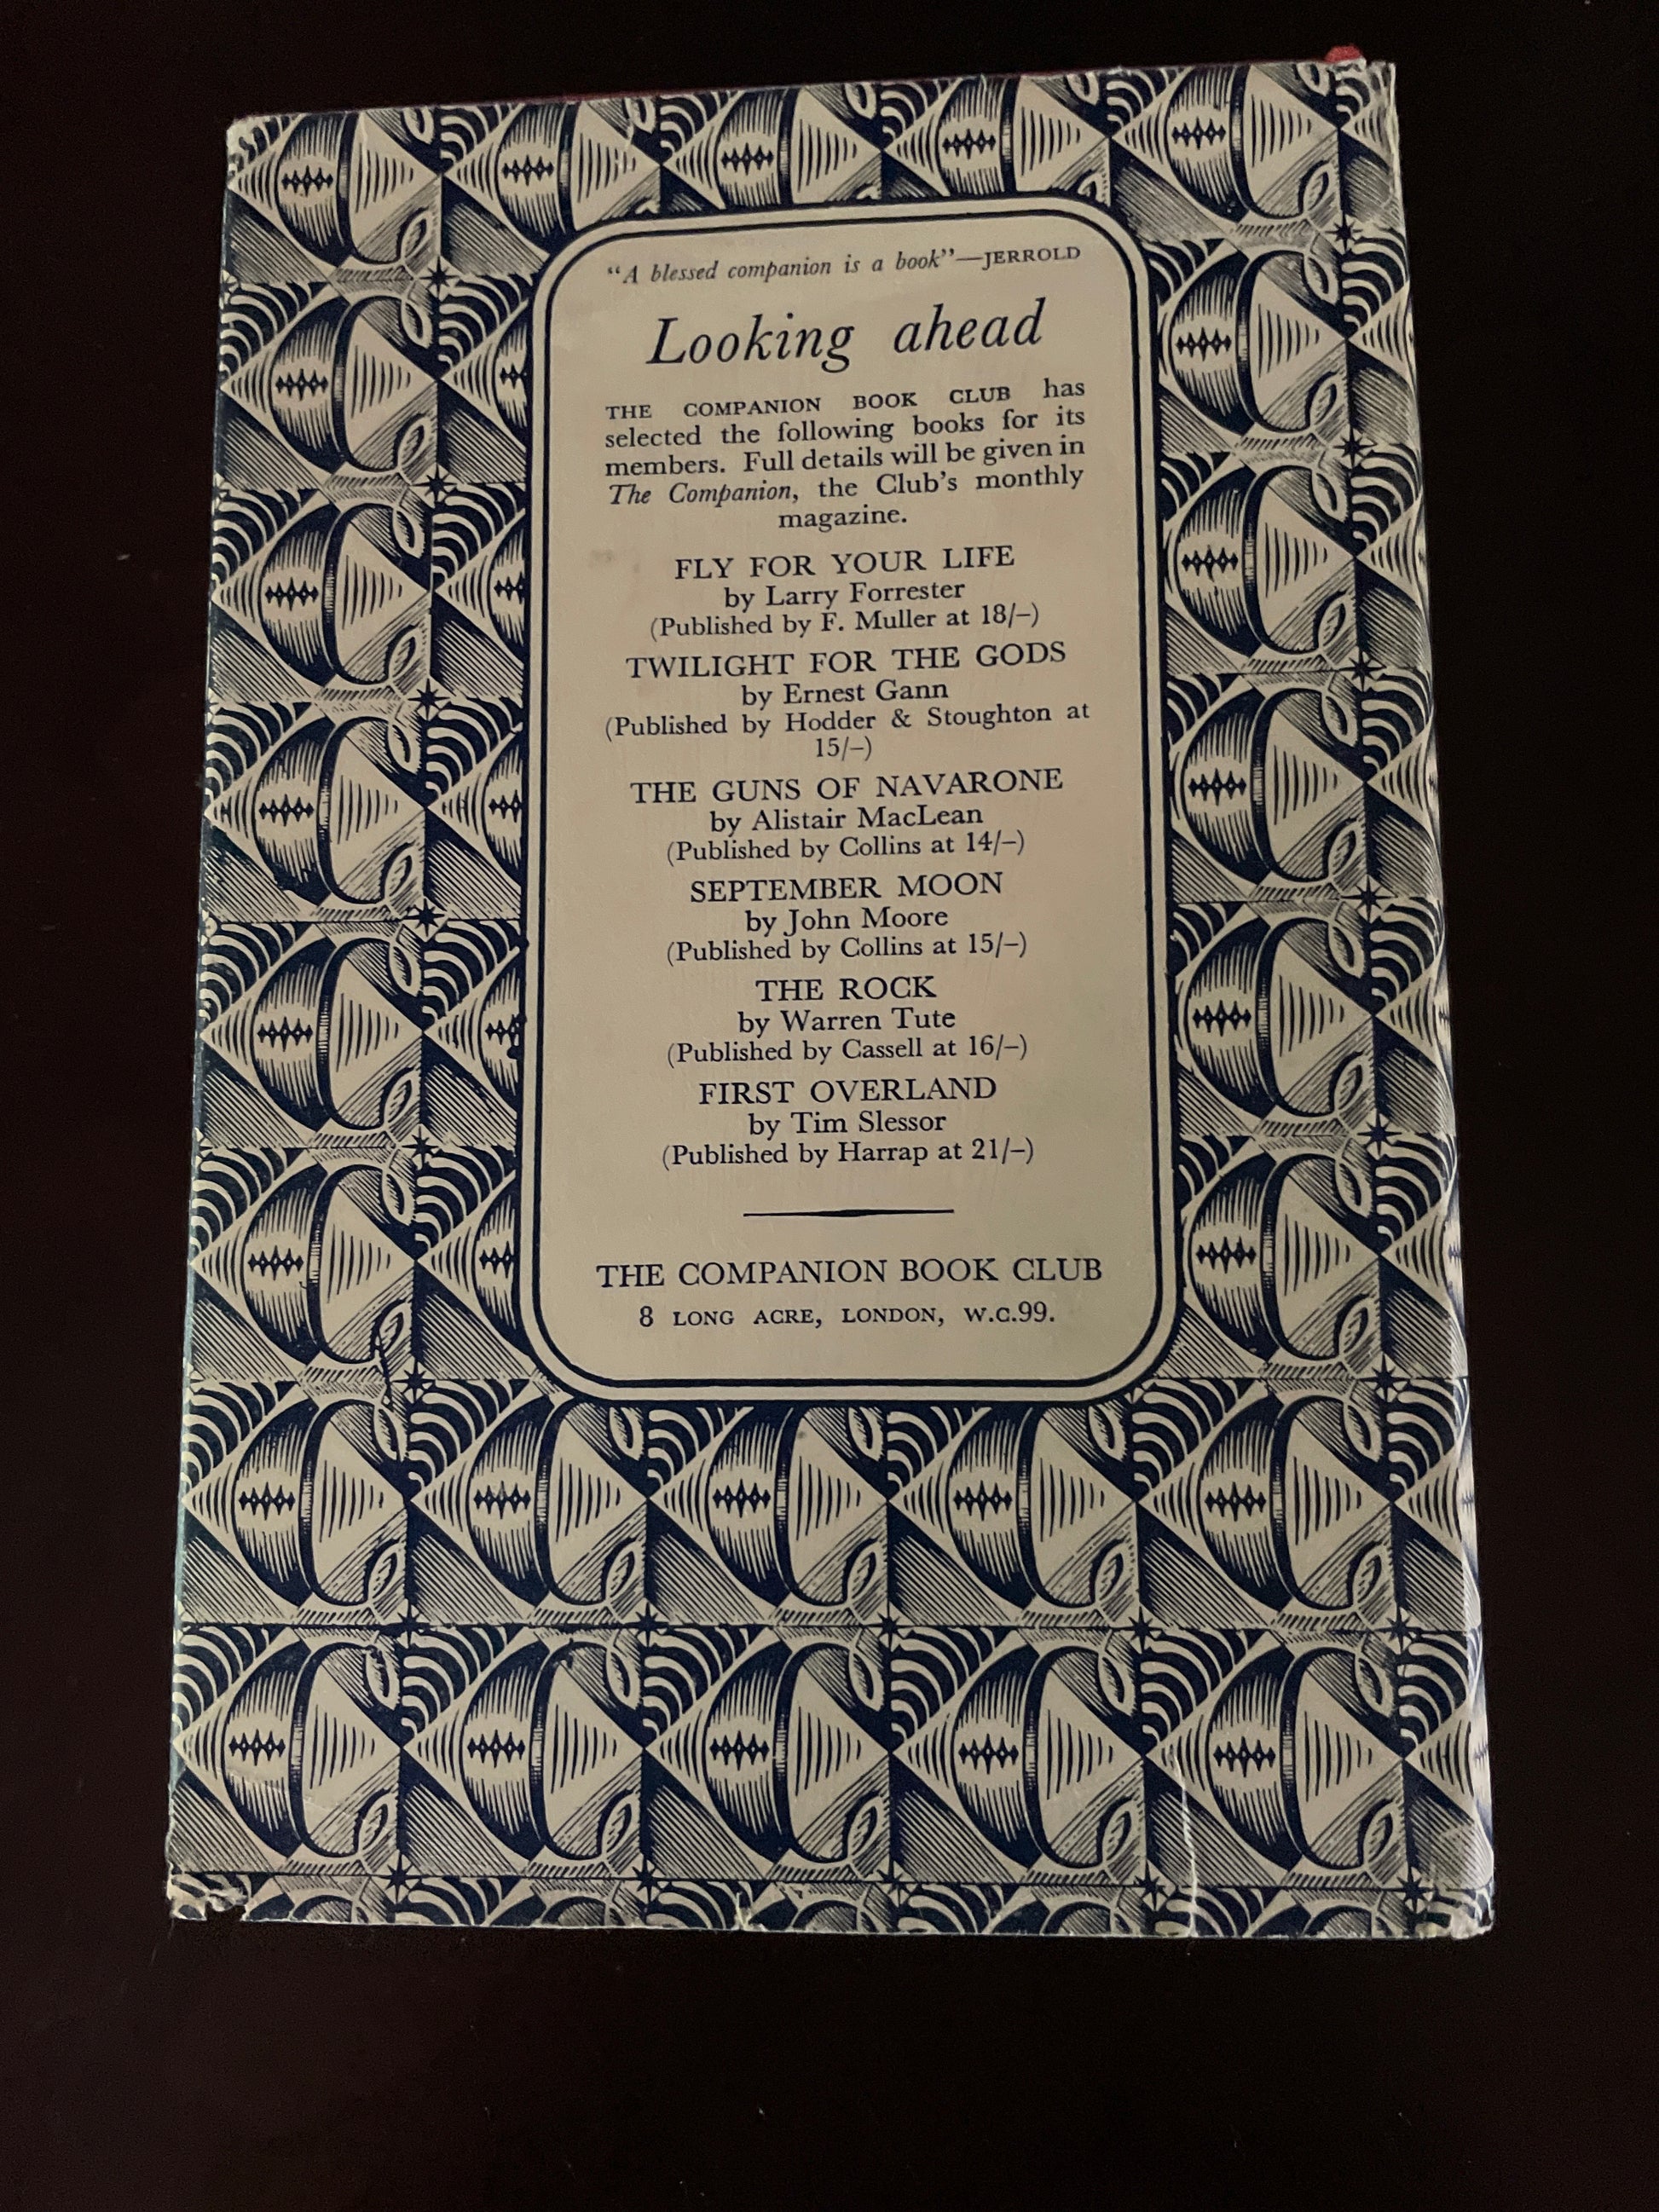 “A blessed companion is a book”—JERROLD
Looking ahead
THE COMPANION BOOK CLUB has
selected the following books for its
members. Full details will be given in
The Companion, the Club's monthly
magazine.
FLY FOR YOUR LIFE
by Larry Forrester
(Published by F. Muller at 18/–)
TWILIGHT FOR THE GODS
by Ernest Gann
(Published by Hodder & Stoughton at
15/–)
THE GUNS OF NAVARONE
by Alistair MacLean
(Published by Collins at 14/–)
SEPTEMBER MOON
by John Moore
(Published by Collins at 15/–)
THE ROCK
by Warren Tute
(Published by Cassell at 16/–)
FIRST OVERLAND
by Tim Slessor
(Published by Harrap at 21/–)
THE COMPANION BOOK CLUB
8 LONG ACRE, LONDON, W.C.99.